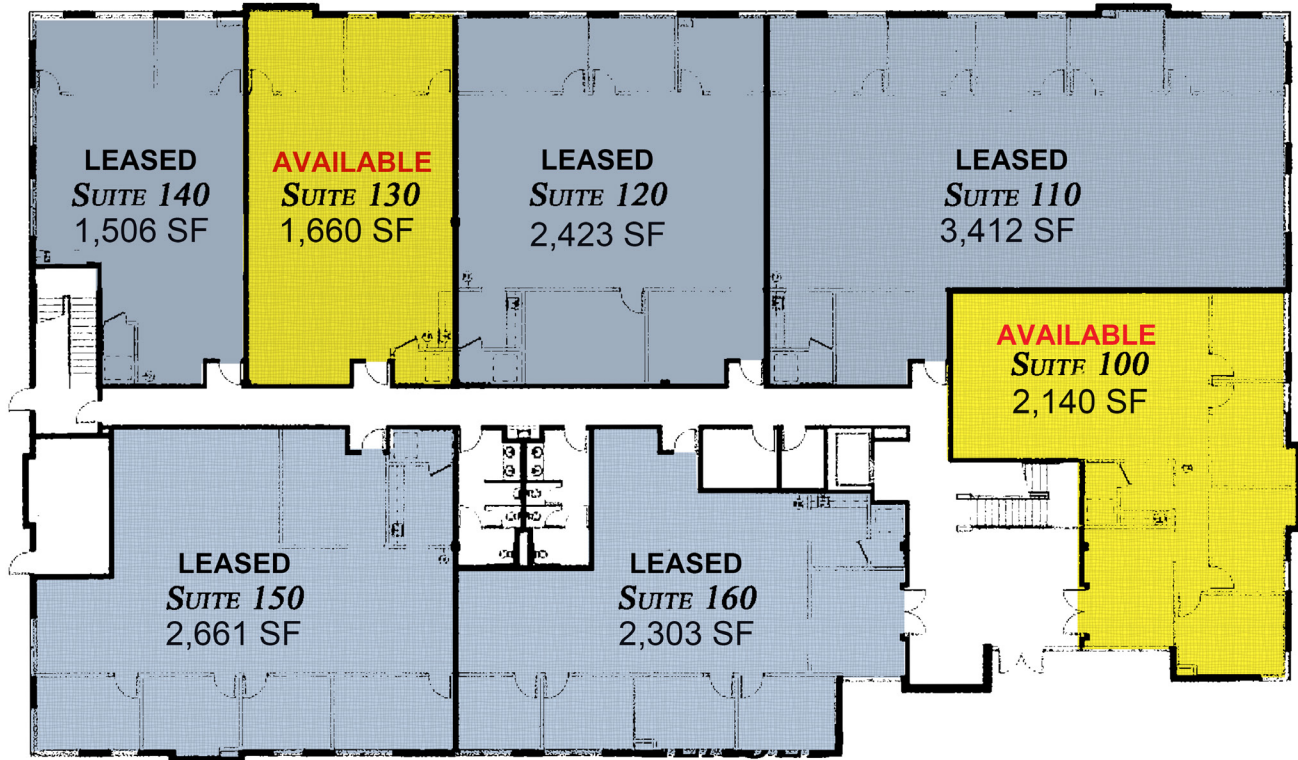 LEASED
SUITE 140
1,506 SF
AVAILABLE
SUITE 130
1,660 SF
LEASED
SUITE 120
2,423 SF
LEASED
SUITE 110
3,412 SF
AVAILABLE
SUITE 100
2,140 SF
LEASED
SUITE 150
2,661 SF
LEASED
SUITE 160
2,303 SF